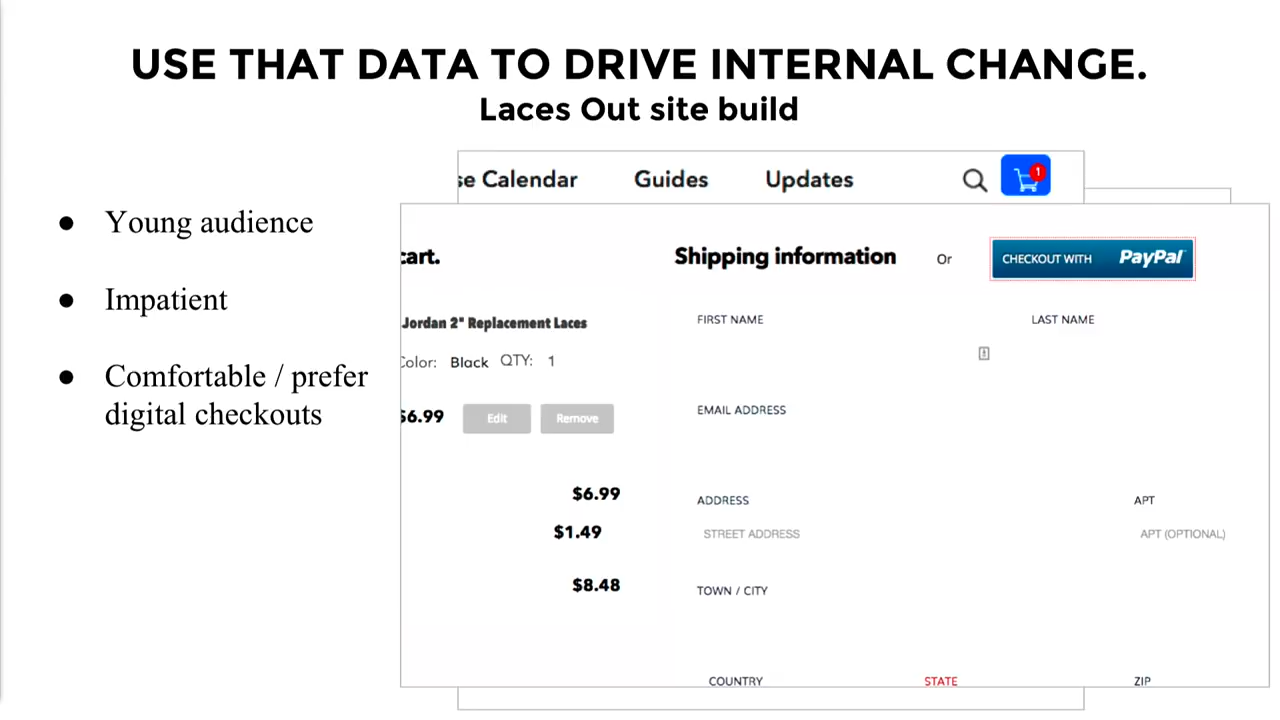 USE THAT DATA TO DRIVE INTERNAL CHANGE.
Laces Out site build
● Young audience
● Impatient
● Comfortable / prefer
digital checkouts
se Calendar Guides Updates 1
cart.
Shipping information Or CHECKOUT WITH PayPal
Jordan 2" Replacement Laces
Color: Black QTY: 1
$6.99 Edit Remove
$6.99
$1.49
$8.48
FIRST NAME LAST NAME
EMAIL ADDRESS
ADDRESS APT
STREET ADDRESS APT (OPTIONAL)
TOWN / CITY
COUNTRY STATE ZIP